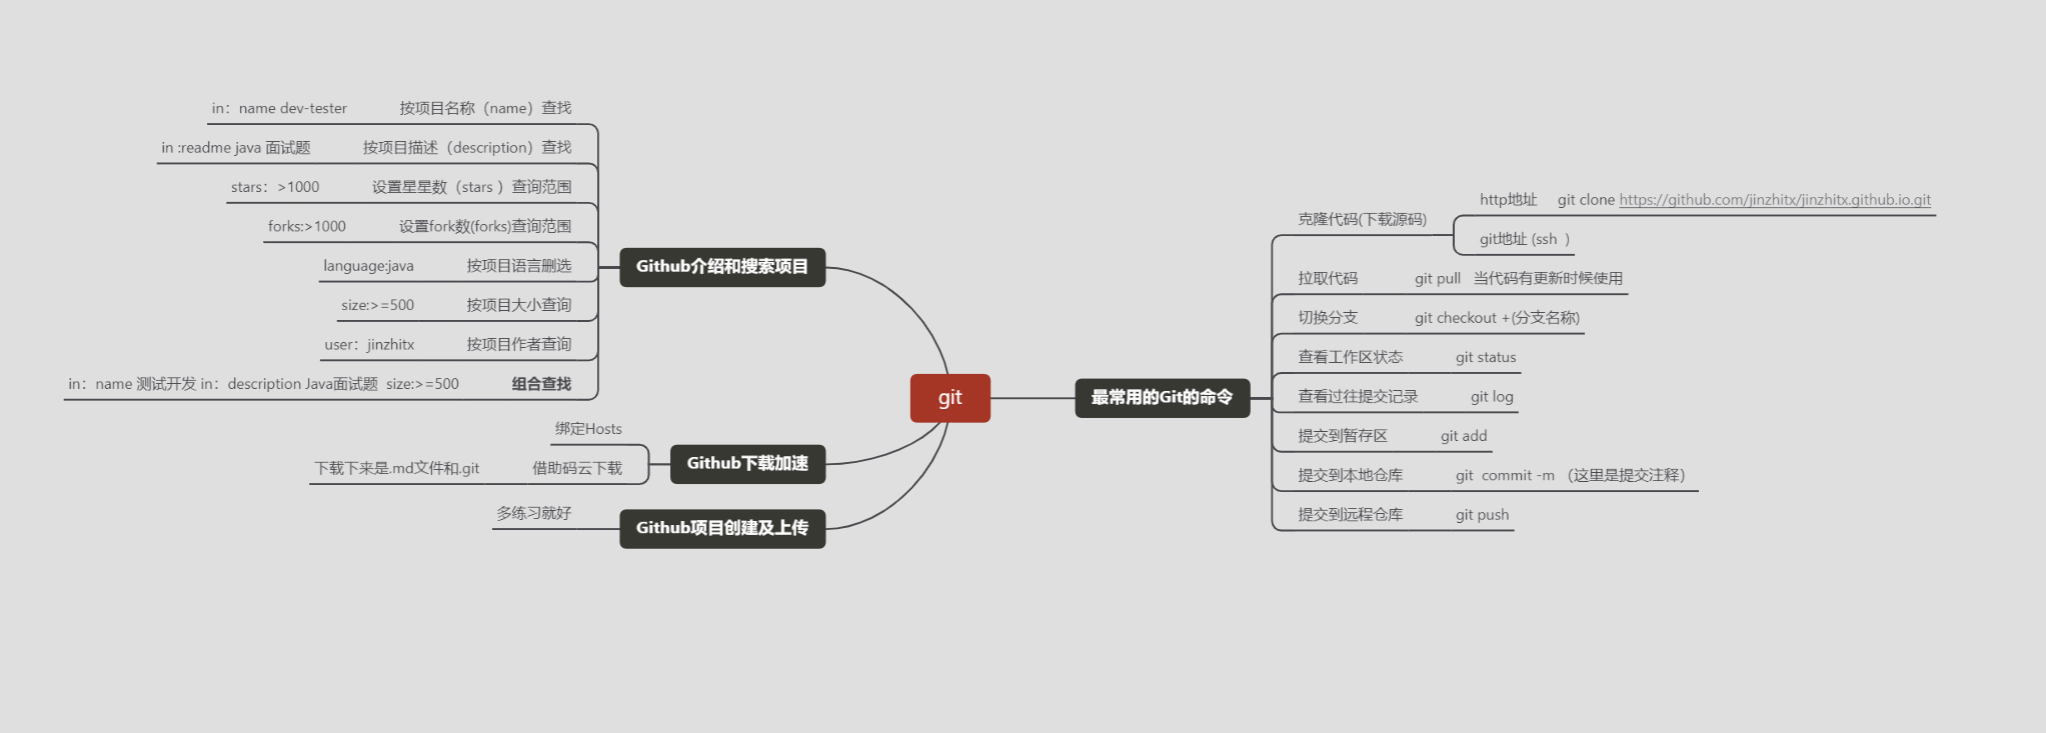 git
Github介绍和搜索项目
按项目名称（name）查找
in：name dev-tester
按项目描述（description）查找
in :readme java 面试题
设置星星数（stars ）查询范围
stars：>1000
设置fork数(forks)查询范围
forks:>1000
按项目语言删选
language:java
按项目大小查询
size:>=500
按项目作者查询
user：jinzhitx
组合查找
in：name 测试开发 in：description Java面试题 size:>=500
Github下载加速
绑定Hosts
借助码云下载
下载下来是.md文件和.git
Github项目创建及上传
多练习就好
最常用的Git的命令
克隆代码(下载源码)
http地址 git clone https://github.com/jinzhitx/jinzhitx.github.io.git
git地址 (ssh )
拉取代码
git pull 当代码有更新时候使用
切换分支
git checkout +(分支名称)
查看工作区状态
git status
查看过往提交记录
git log
提交到暂存区
git add
提交到本地仓库
git commit -m （这里是提交注释）
提交到远程仓库
git push